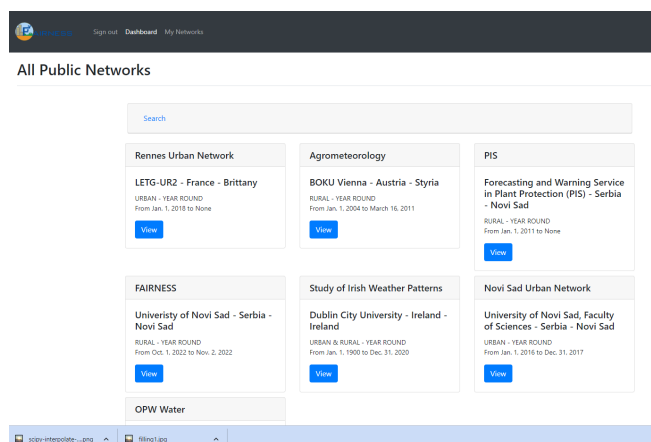 Sign out Dashboard My Networks
All Public Networks
Search
Rennes Urban Network
LETG-UR2 - France - Brittany
URBAN - YEAR ROUND
From Jan. 1, 2018 to None
View
Agrometeorology
BOKU Vienna - Austria - Styria
RURAL - YEAR ROUND
From Jan. 1, 2004 to March 16, 2011
View
PIS
Forecasting and Warning Service
in Plant Protection (PIS) - Serbia
- Novi Sad
RURAL - YEAR ROUND
From Jan. 1, 2011 to None
View
FAIRNESS
Univeristy of Novi Sad - Serbia -
Novi Sad
RURAL - YEAR ROUND
From Oct. 1, 2022 to Nov. 2, 2022
View
Study of Irish Weather Patterns
Dublin City University - Ireland -
Ireland
URBAN & RURAL - YEAR ROUND
From Jan. 1, 1900 to Dec. 31, 2020
View
Novi Sad Urban Network
University of Novi Sad, Faculty
of Sciences - Serbia - Novi Sad
URBAN - YEAR ROUND
From Jan. 1, 2016 to Dec. 31, 2017
View
OPW Water
scipy-interpolate-....png
filling1.jpg